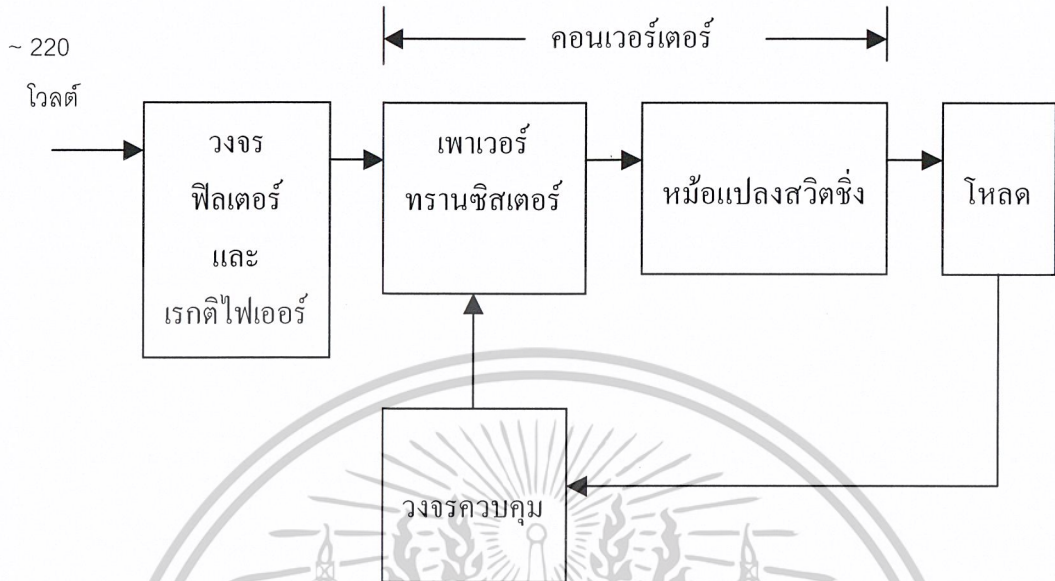 คอนเวอร์เตอร์
~ 220
โวลต์
วงจร
ฟิลเตอร์
และ
เรกติไฟเออร์
เพาเวอร์
ทรานซิสเตอร์
หม้อแปลงสวิตชิ่ง
โหลด
วงจรควบคุม